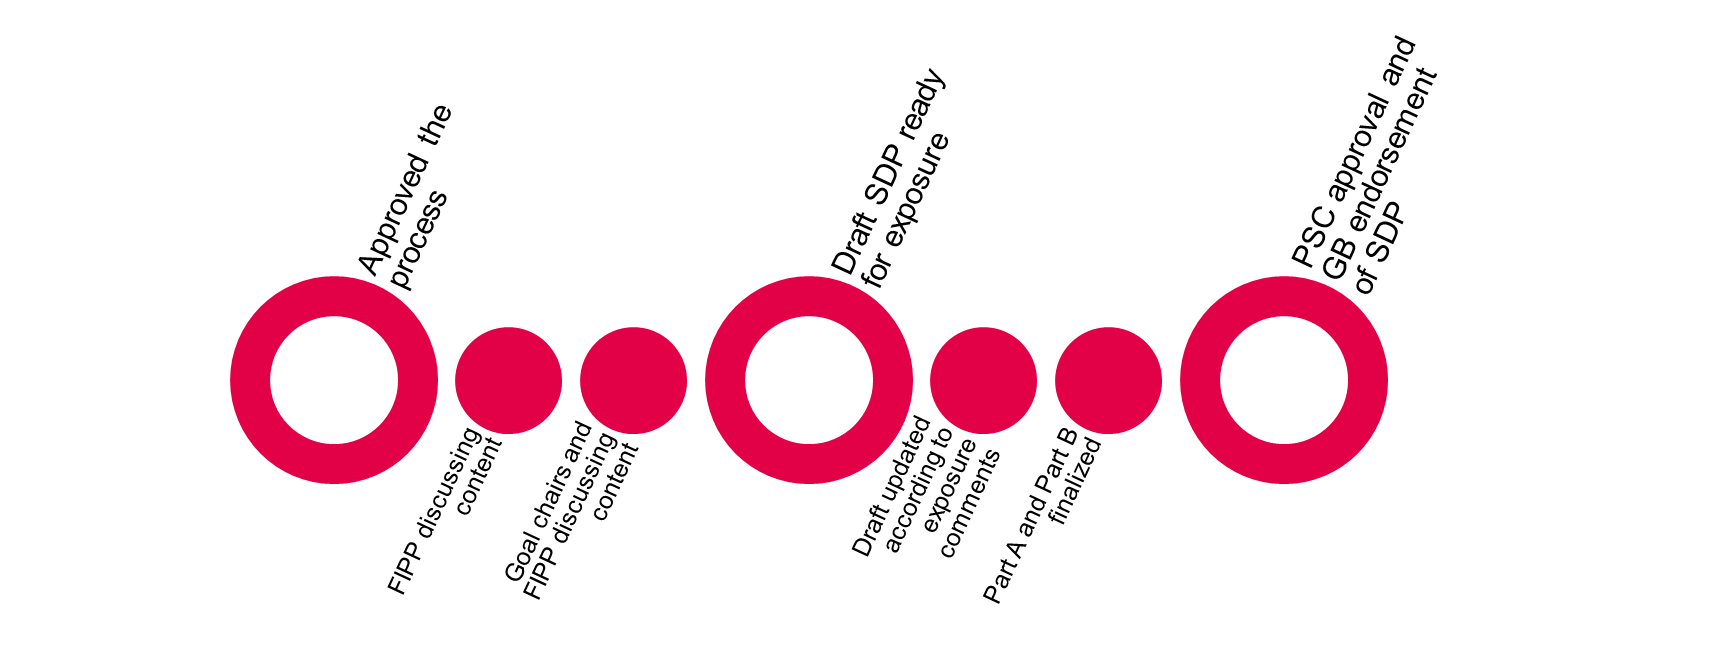 Approved the
process
FIPP discussing
content
Goal chairs and
FIPP discussing
content
Draft SDP ready
for exposure
Draft updated
according to
exposure
comments
Part A and Part B
finalized
PSC approval and
GB endorsement
of SDP